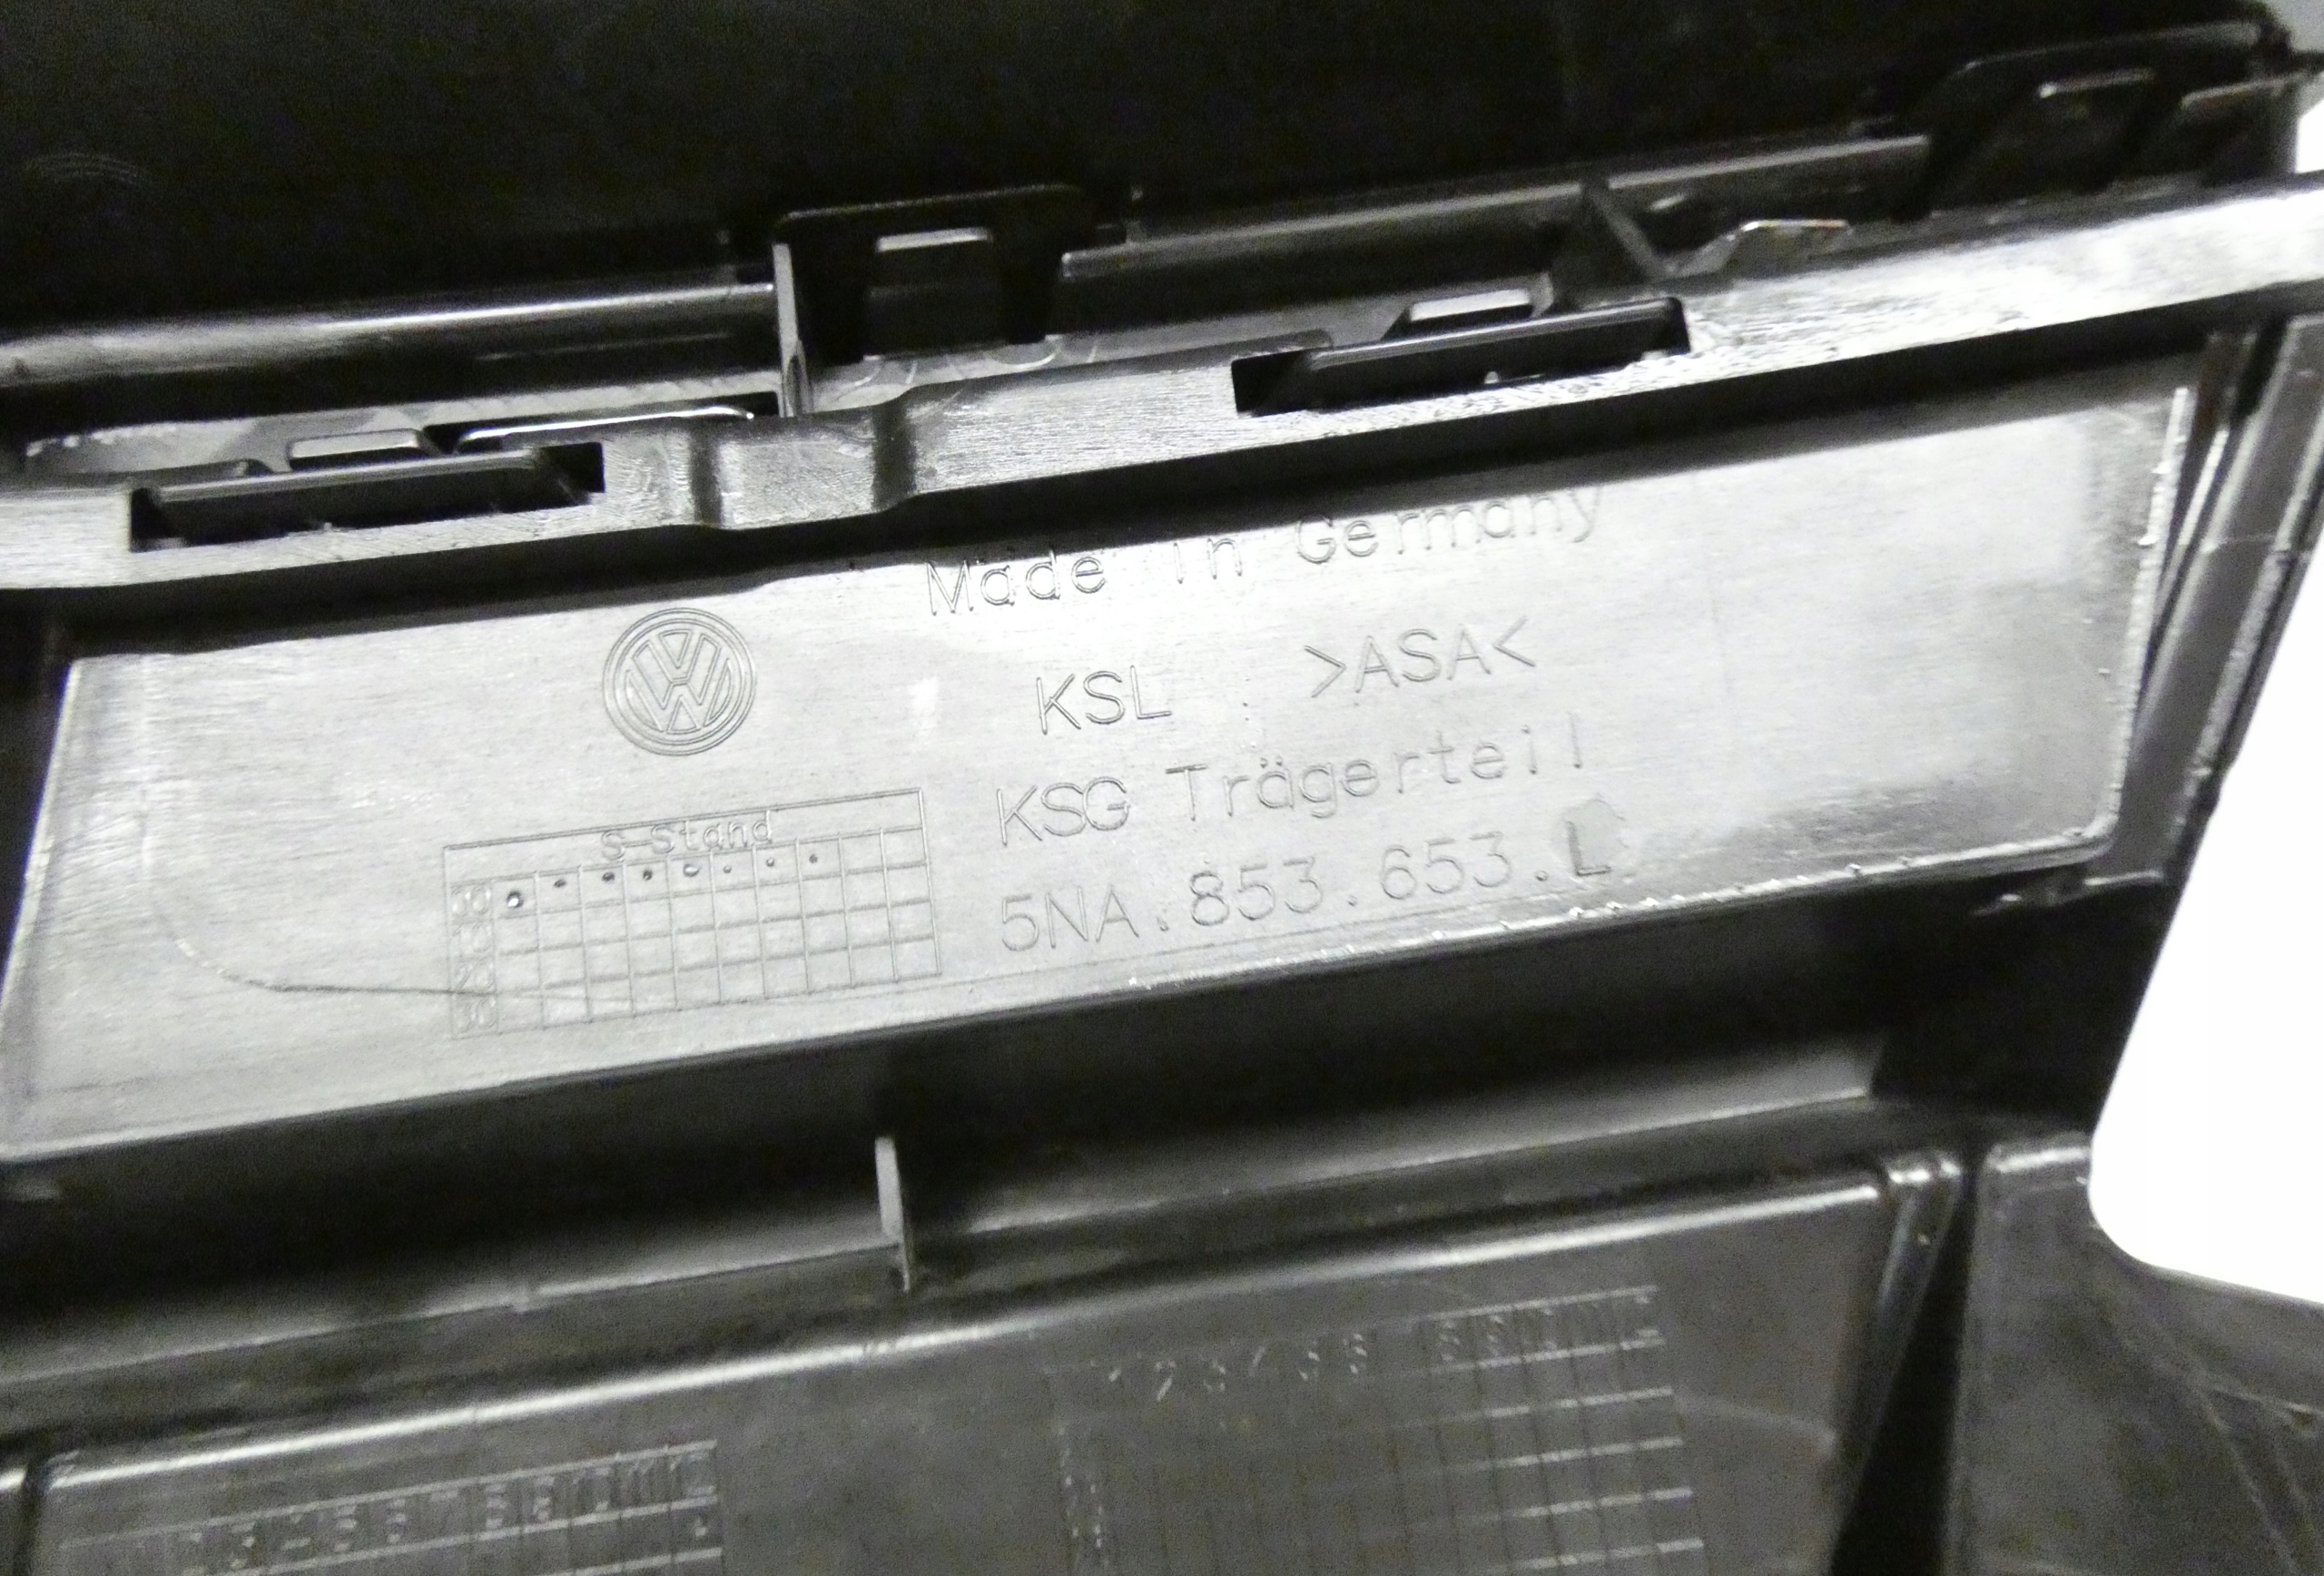 Made in Germany
KSL >ASA<
KSG Trägerteil
5NA.853.653.L
S-Stand